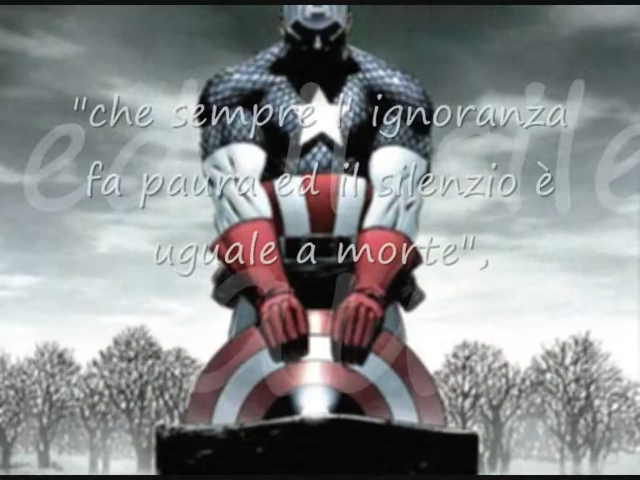 "che sempre l' ignoranza
fa paura ed il silenzio è
uguale a morte",